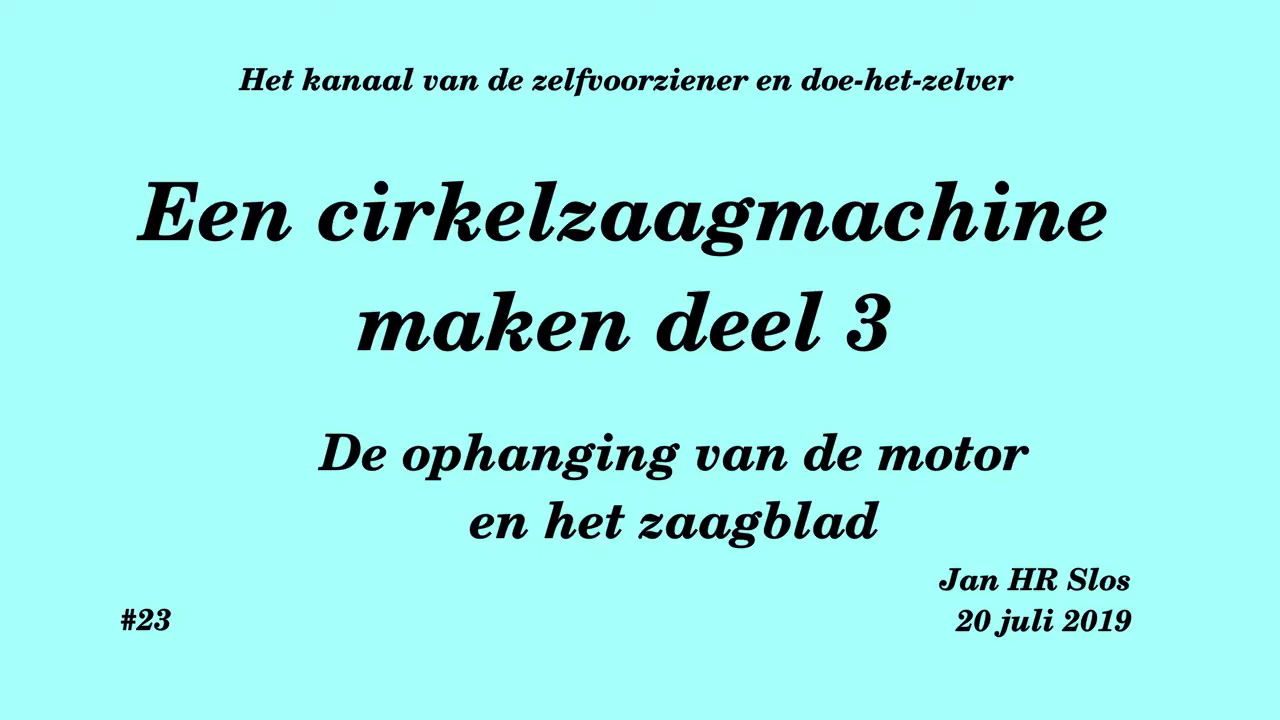 Het kanaal van de zelfvoorziener en doe-het-zelver
Een cirkelzaagmachine
maken deel 3
De ophanging van de motor
en het zaagblad
Jan HR Slos
#23
20 juli 2019